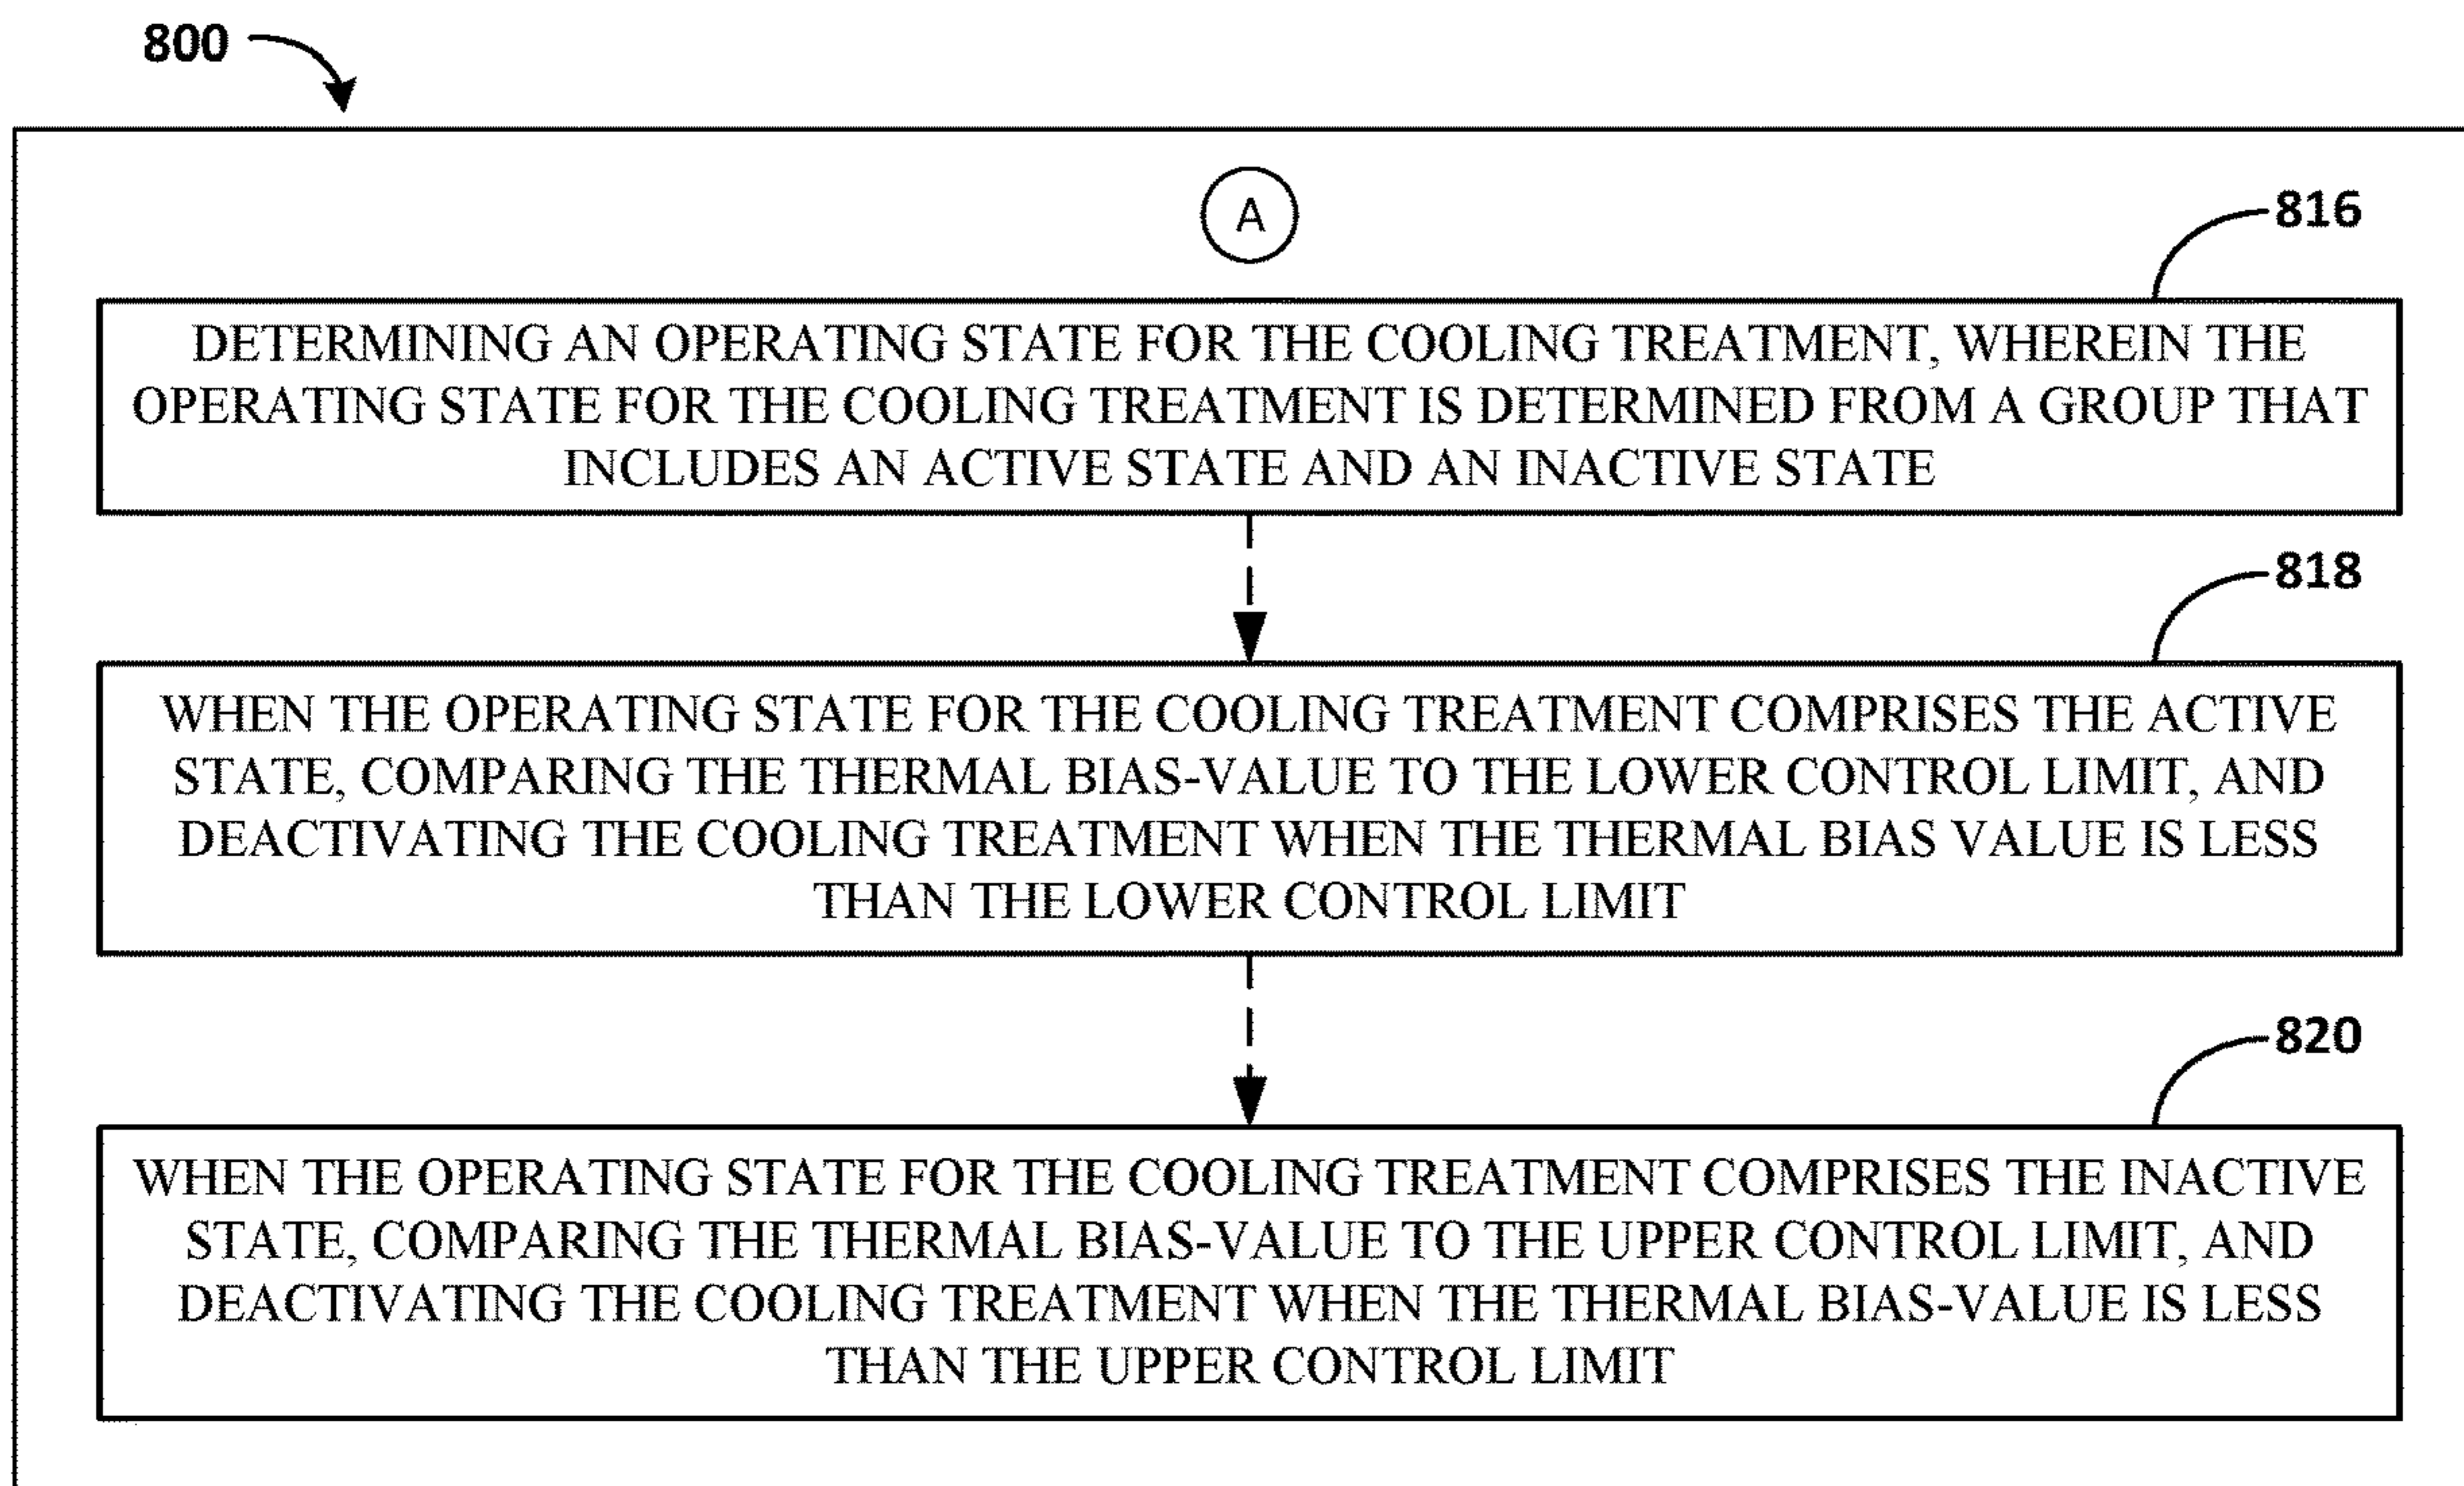 800
A
816
DETERMINING AN OPERATING STATE FOR THE COOLING TREATMENT, WHEREIN THE
OPERATING STATE FOR THE COOLING TREATMENT IS DETERMINED FROM A GROUP THAT
INCLUDES AN ACTIVE STATE AND AN INACTIVE STATE
818
WHEN THE OPERATING STATE FOR THE COOLING TREATMENT COMPRISES THE ACTIVE
STATE, COMPARING THE THERMAL BIAS-VALUE TO THE LOWER CONTROL LIMIT, AND
DEACTIVATING THE COOLING TREATMENT WHEN THE THERMAL BIAS VALUE IS LESS
THAN THE LOWER CONTROL LIMIT
820
WHEN THE OPERATING STATE FOR THE COOLING TREATMENT COMPRISES THE INACTIVE
STATE, COMPARING THE THERMAL BIAS-VALUE TO THE UPPER CONTROL LIMIT, AND
DEACTIVATING THE COOLING TREATMENT WHEN THE THERMAL BIAS-VALUE IS LESS
THAN THE UPPER CONTROL LIMIT